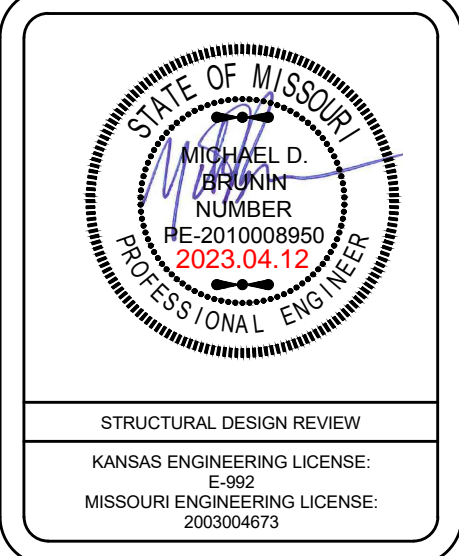 STATE OF MISSOURI
MICHAEL D.
BRUNIN
NUMBER
PE-2010008950
2023.04.12
PROFESSIONAL ENGINEER
STRUCTURAL DESIGN REVIEW
KANSAS ENGINEERING LICENSE:
E-992
MISSOURI ENGINEERING LICENSE:
2003004673